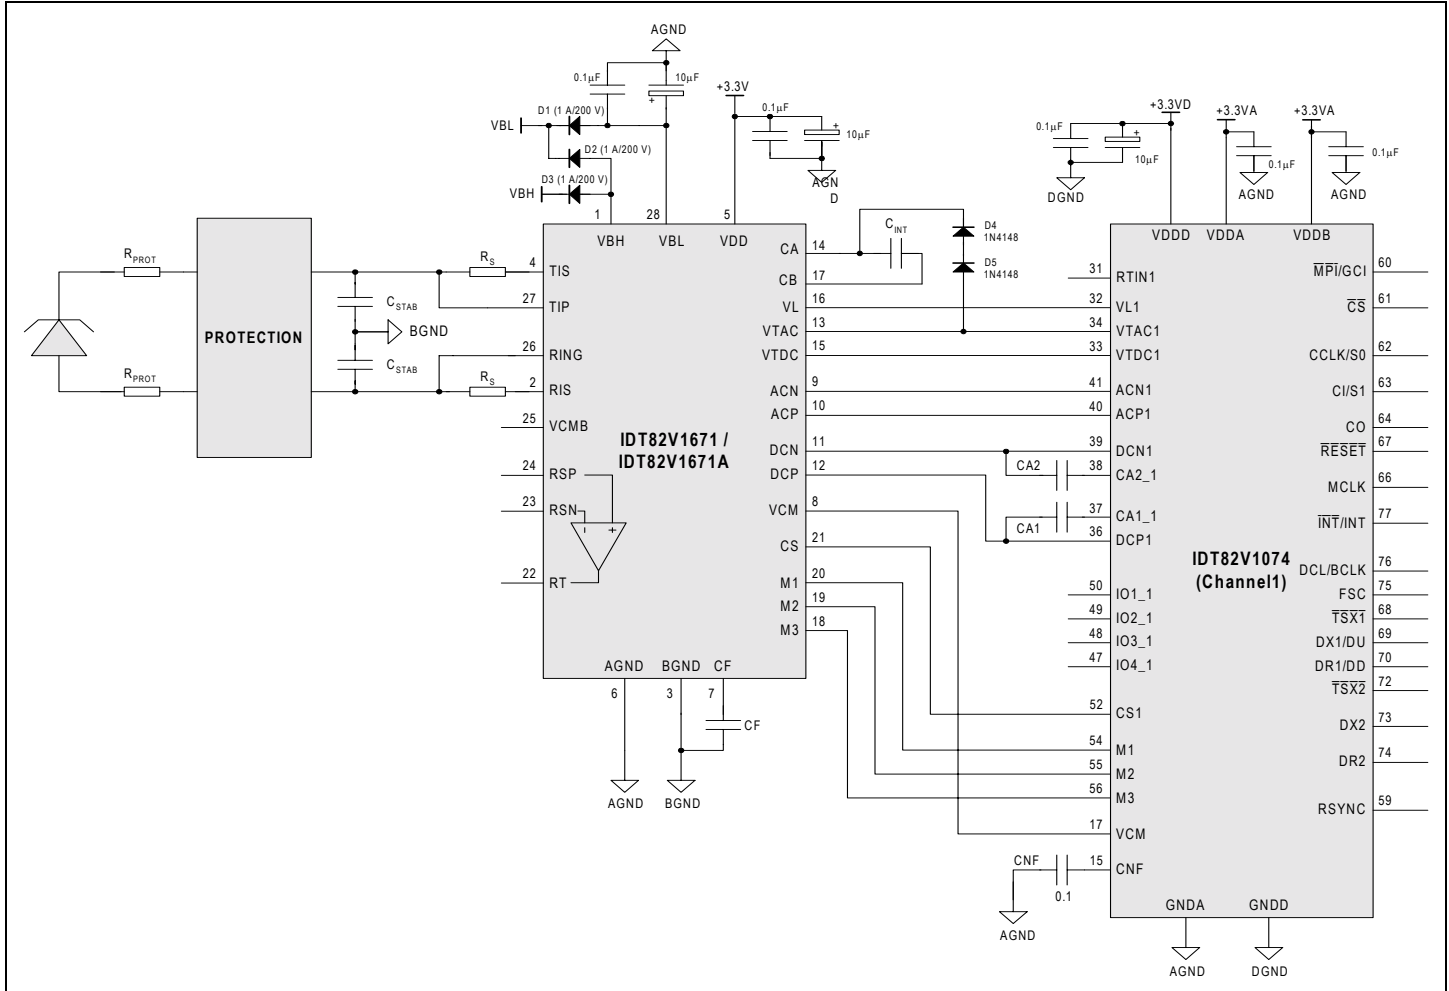 AGND
0.1µF
10µF
+
D1 (1 A/200 V)
VBL
D2 (1 A/200 V)
D3 (1 A/200 V)
VBH
+3.3V
0.1µF
+
10µF
AGN
D
1
28
5
VBH
VBL
VDD
+3.3VD
+3.3VA
+3.3VA
0.1µF
+
10µF
0.1µF
0.1µF
DGND
AGND
AGND
VDDD
VDDA
VDDB
RPROT
RPROT
PROTECTION
CSTAB
BGND
CSTAB
RS
RS
4
TIS
27
TIP
26
RING
2
RIS
25
VCMB
24
RSP
23
RSN
-
+
22
RT
IDT82V1671 /
IDT82V1671A
CA
14
CB
17
VL
16
VTAC
13
VTDC
15
ACN
9
ACP
10
DCN
11
DCP
12
VCM
8
CS
21
M1
20
M2
19
M3
18
AGND
BGND
CF
6
3
7
CF
AGND
BGND
CINT
D4
1N4148
D5
1N4148
CA2
CA1
31
RTIN1
32
VL1
34
VTAC1
33
VTDC1
41
ACN1
40
ACP1
39
DCN1
38
CA2_1
37
CA1_1
36
DCP1
50
IO1_1
49
IO2_1
48
IO3_1
47
IO4_1
52
CS1
54
M1
55
M2
56
M3
17
VCM
15
CNF
CNF
0.1
AGND
IDT82V1074
(Channel1)
MPI/GCI
60
CS
61
CCLK/S0
62
CI/S1
63
CO
64
RESET
67
MCLK
66
INT/INT
77
DCL/BCLK
76
FSC
75
TSX1
68
DX1/DU
69
DR1/DD
70
TSX2
72
DX2
73
DR2
74
RSYNC
59
GNDA
GNDD
AGND
DGND